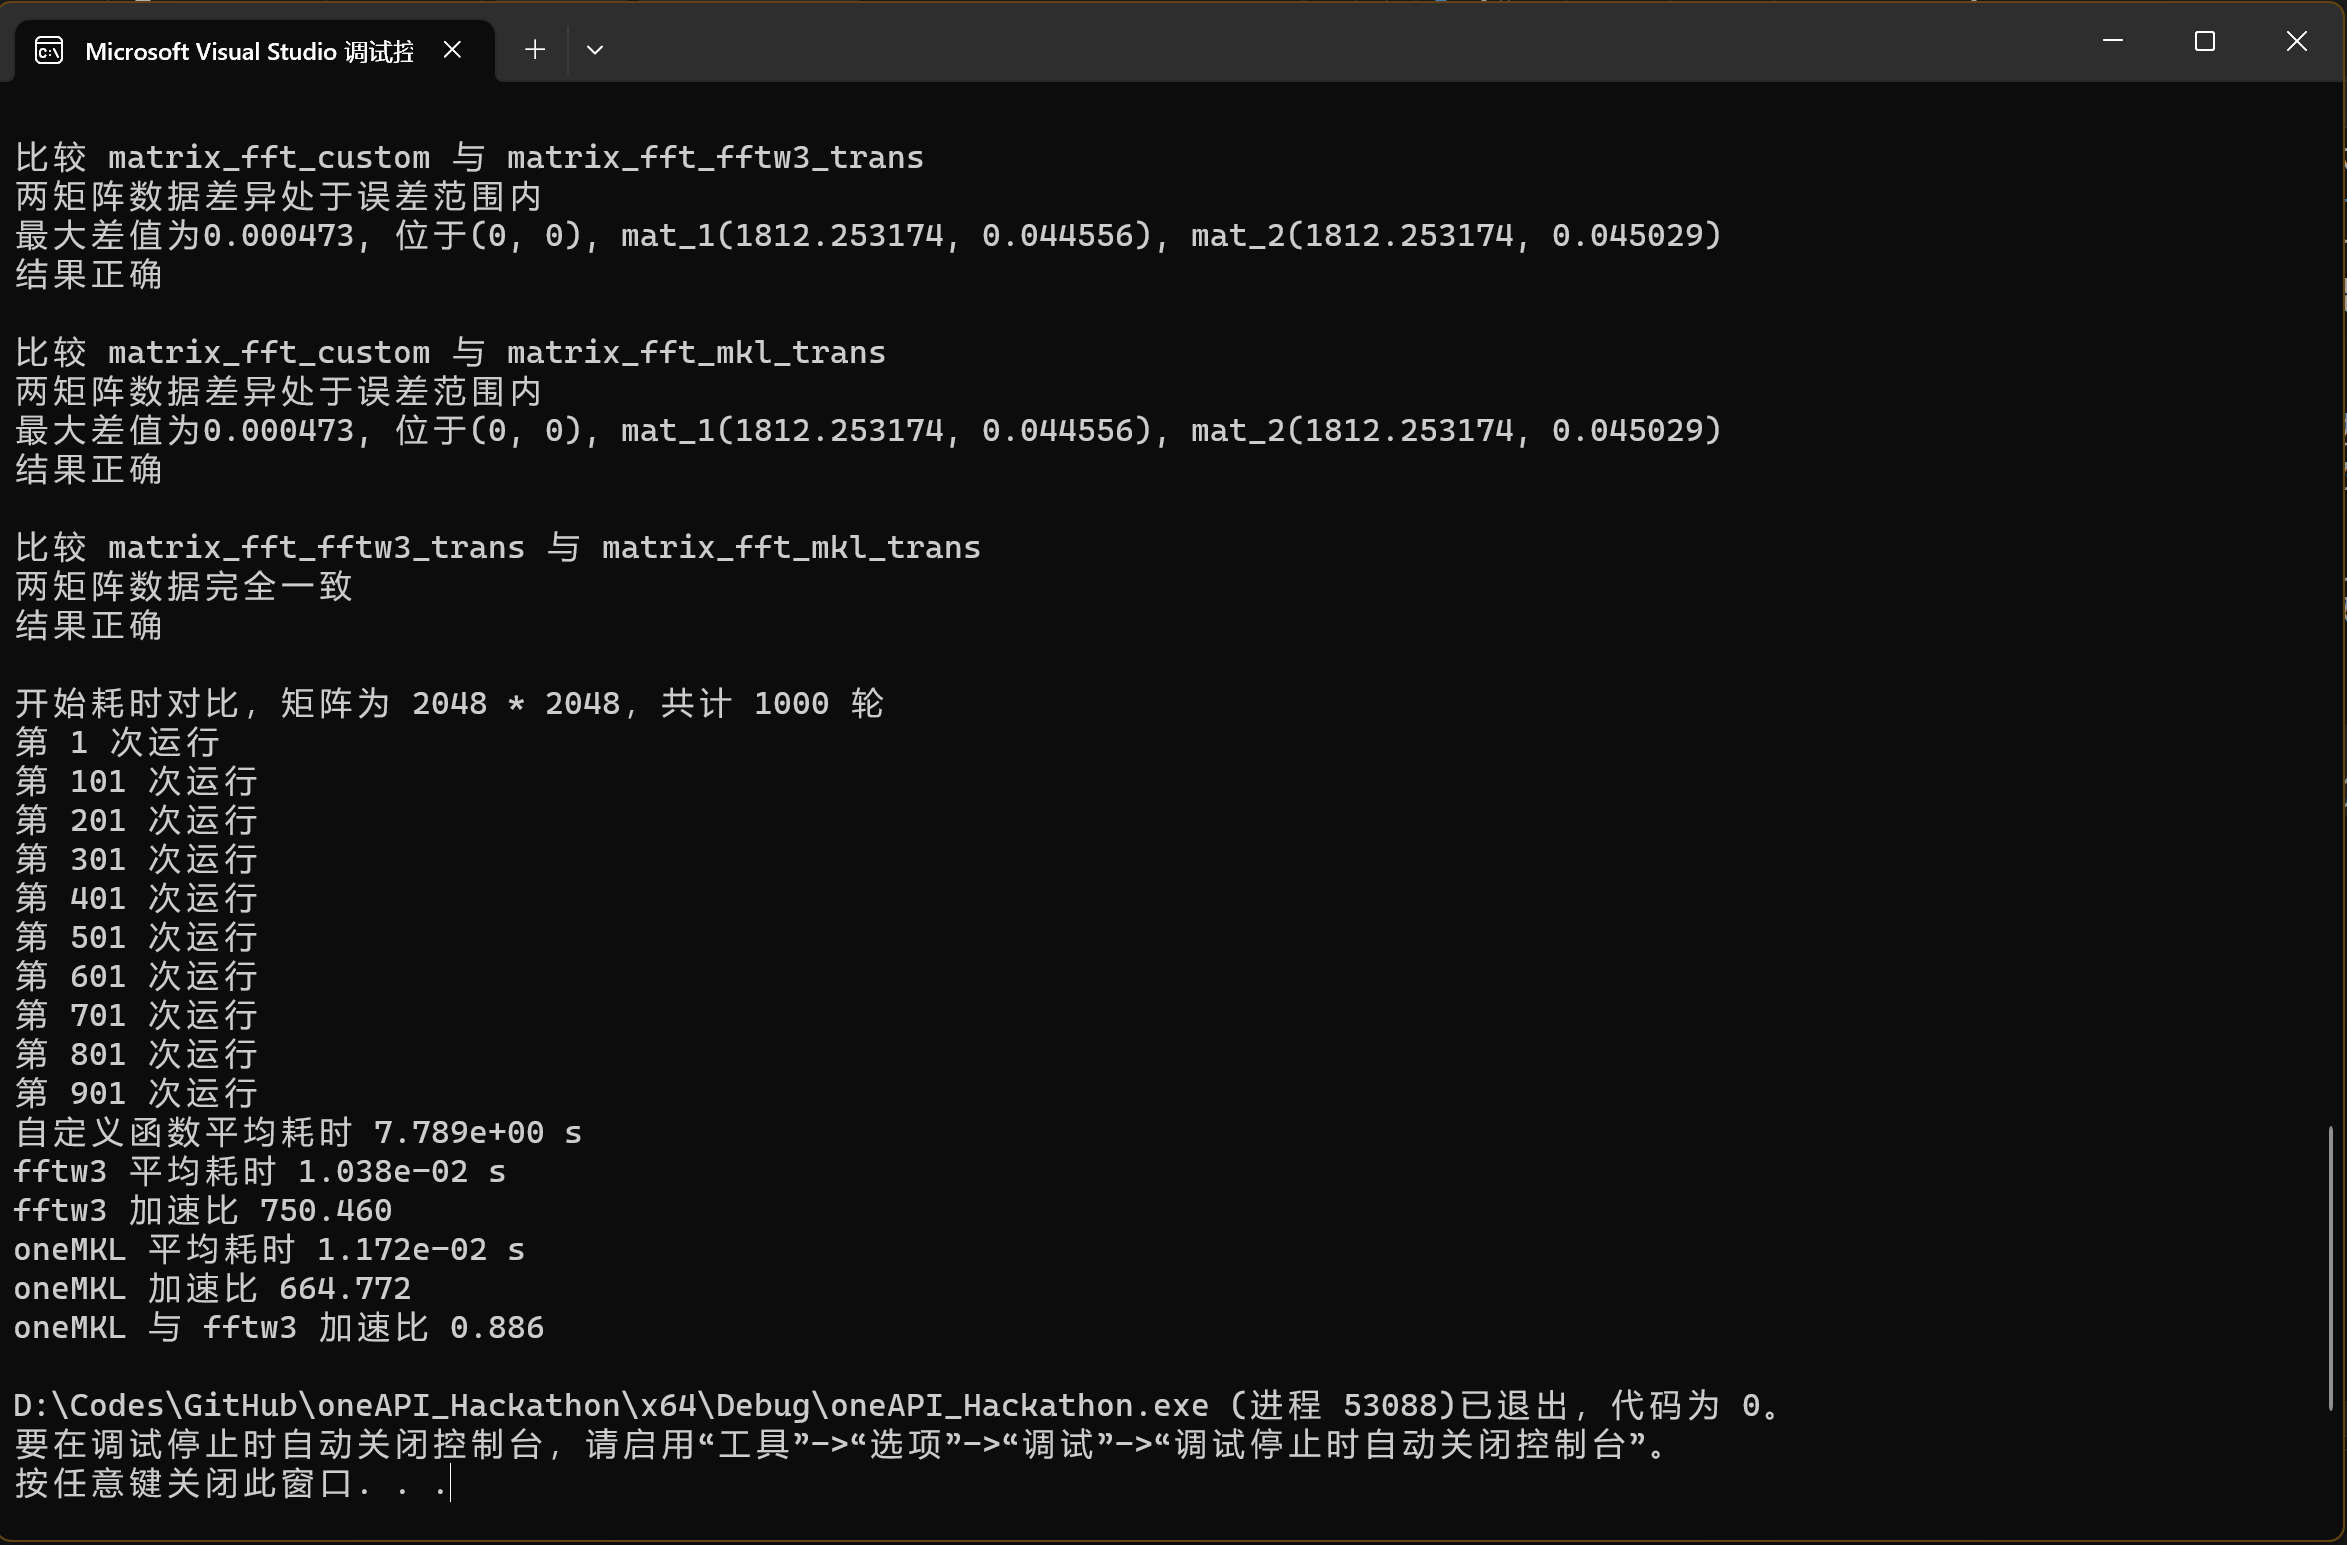 Microsoft Visual Studio 调试控
比较 matrix_fft_custom 与 matrix_fft_fftw3_trans
两矩阵数据差异处于误差范围内
最大差值为0.000473, 位于(0, 0), mat_1(1812.253174, 0.044556), mat_2(1812.253174, 0.045029)
结果正确
比较 matrix_fft_custom 与 matrix_fft_mkl_trans
两矩阵数据差异处于误差范围内
最大差值为0.000473, 位于(0, 0), mat_1(1812.253174, 0.044556), mat_2(1812.253174, 0.045029)
结果正确
比较 matrix_fft_fftw3_trans 与 matrix_fft_mkl_trans
两矩阵数据完全一致
结果正确
开始耗时对比，矩阵为 2048 * 2048，共计 1000 轮
第 1 次运行
第 101 次运行
第 201 次运行
第 301 次运行
第 401 次运行
第 501 次运行
第 601 次运行
第 701 次运行
第 801 次运行
第 901 次运行
自定义函数平均耗时 7.789e+00 s
fftw3 平均耗时 1.038e-02 s
fftw3 加速比 750.460
oneMKL 平均耗时 1.172e-02 s
oneMKL 加速比 664.772
oneMKL 与 fftw3 加速比 0.886
D:\Codes\GitHub\oneAPI_Hackathon\x64\Debug\oneAPI_Hackathon.exe (进程 53088)已退出，代码为 0。
要在调试停止时自动关闭控制台，请启用“工具”->“选项”->“调试”->“调试停止时自动关闭控制台”。
按任意键关闭此窗口. . .